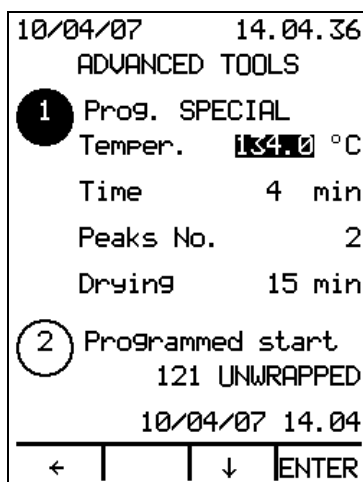 10/04/07 14.04.36
ADVANCED TOOLS
1 Prog. SPECIAL
Temper. 134.0 °C
Time 4 min
Peaks No. 2
Drying 15 min
2 Programmed start
121 UNWRAPPED
10/04/07 14.04
← ↓ ENTER